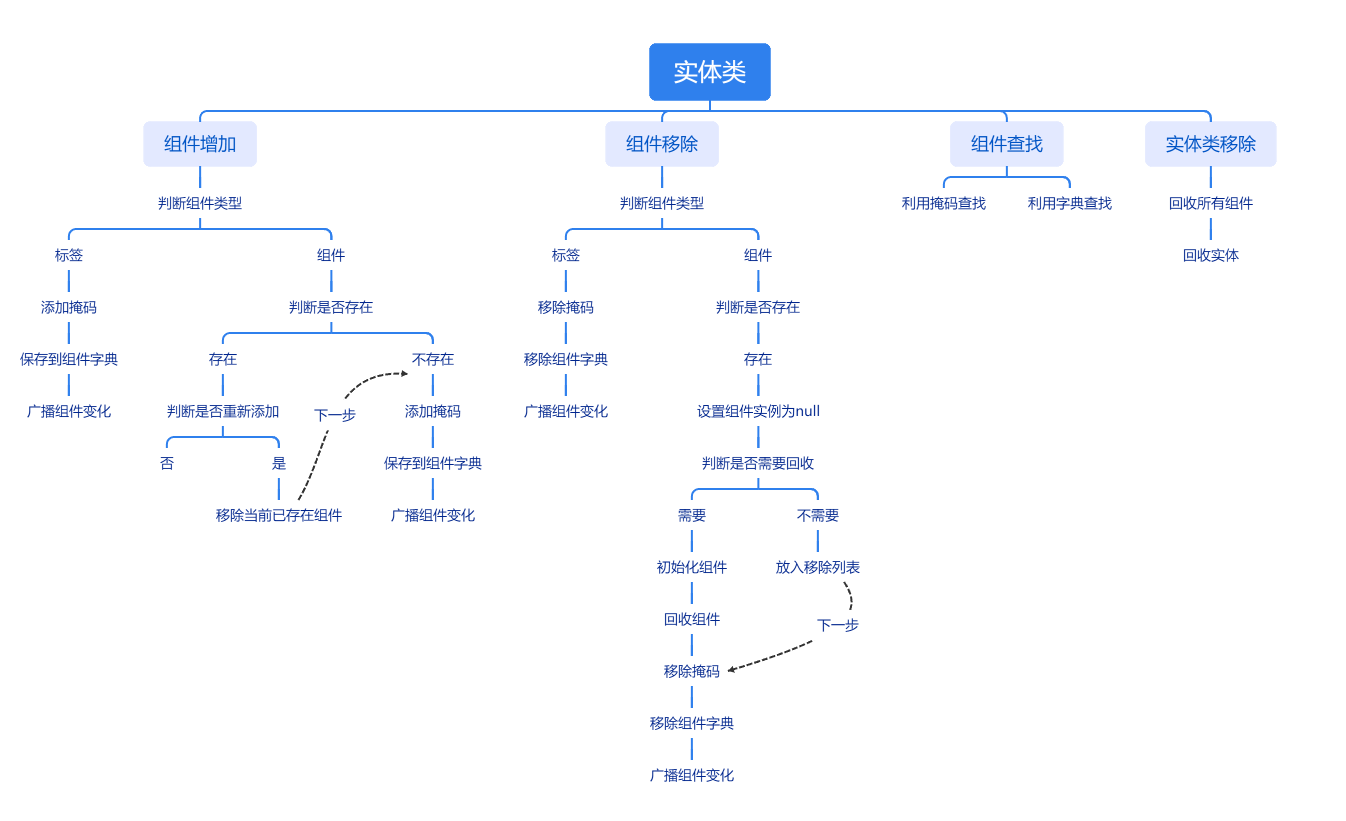 实体类
组件增加
组件移除
组件查找
实体类移除
判断组件类型
判断组件类型
利用掩码查找
利用字典查找
回收所有组件
标签
组件
标签
组件
回收实体
添加掩码
判断是否存在
移除掩码
判断是否存在
保存到组件字典
存在
不存在
移除组件字典
存在
广播组件变化
判断是否重新添加
下一步
添加掩码
广播组件变化
设置组件实例为null
否
是
保存到组件字典
判断是否需要回收
移除当前已存在组件
广播组件变化
需要
不需要
初始化组件
放入移除列表
回收组件
下一步
移除掩码
移除组件字典
广播组件变化